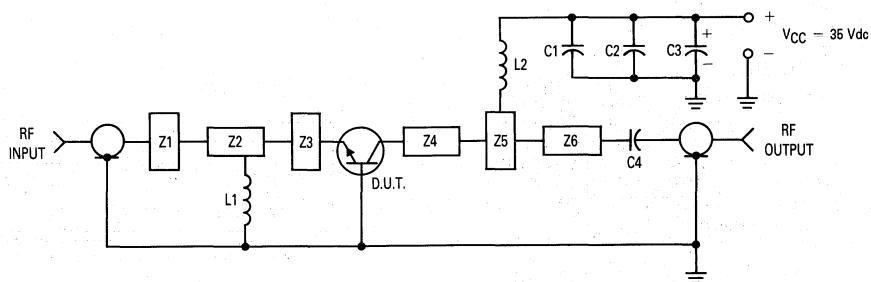 +
VCC – 35 Vdc
–
C1
C2
C3
+
–
L2
RF
INPUT
Z1
Z2
Z3
Z4
Z5
Z6
C4
RF
OUTPUT
D.U.T.
L1